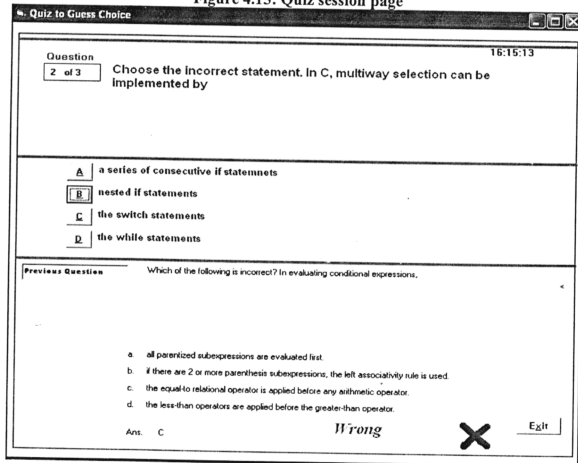 Figure 4.13: Quiz session page
Quiz to Guess Choice
16:15:13
Question
2 of 3
Choose the incorrect statement. In C, multiway selection can be
implemented by
A a series of consecutive if statemnets
B nested if statements
C the switch statements
D the while statements
Previous Question
Which of the following is incorrect? In evaluating conditional expressions,
a. all parentized subexpressions are evaluated first.
b. if there are 2 or more parenthesis subexpressions, the left associativity rule is used.
c. the equal-to relational operator is applied before any arithmetic operator.
d. the less-than operators are applied before the greater-than operator.
Ans. C
Wrong
Exit